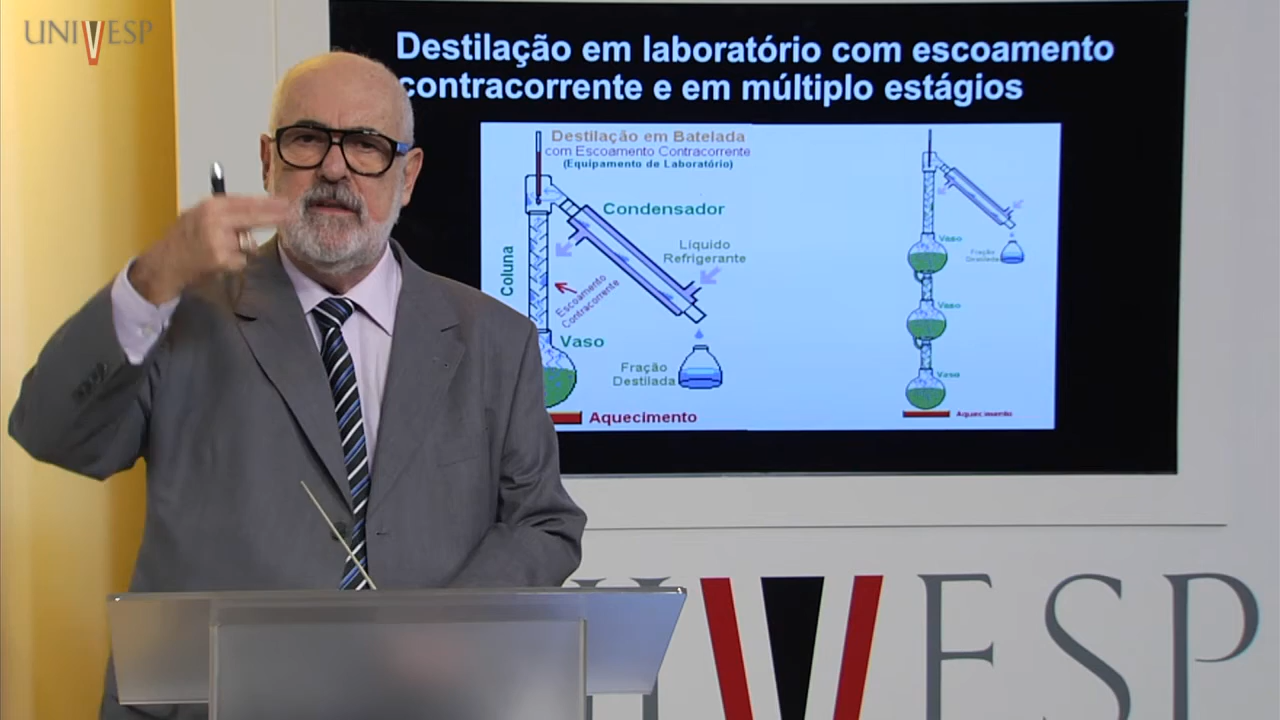 UNIVESP
Destilação em laboratório com escoamento
contracorrente e em múltiplo estágios
Destilação em Batelada
com Escoamento Contracorrente
(Equipamento de Laboratório)
Condensador
Líquido
Refrigerante
Coluna
Escoamento
Contracorrente
Vaso
Fração
Destilada
Aquecimento
Vaso
Fração
Destilada
Vaso
Vaso
Aquecimento
UNIVESP